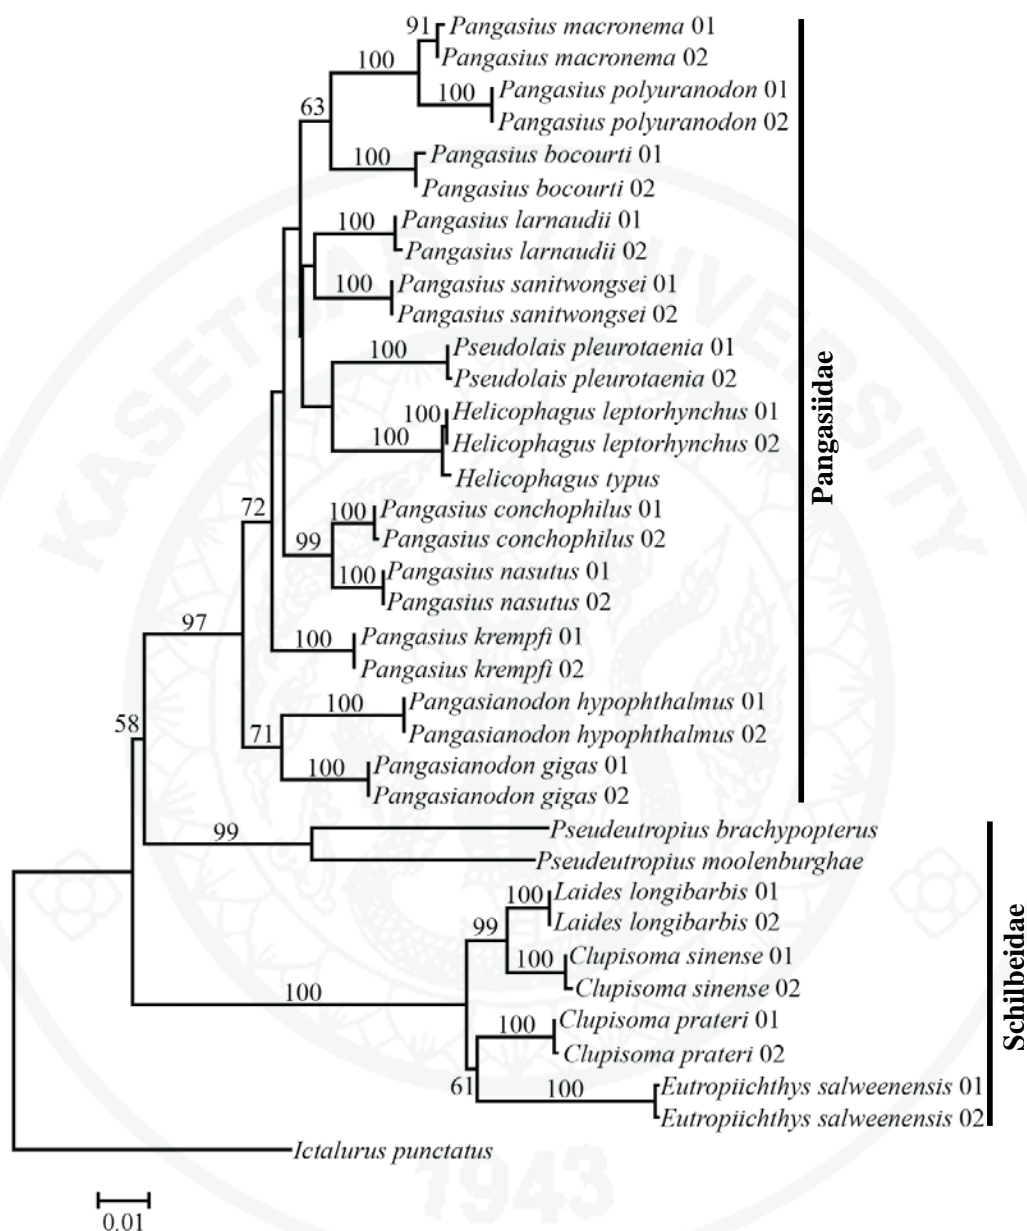 91
Pangasius macronema 01
Pangasius macronema 02
100
100
Pangasius polyuranodon 01
Pangasius polyuranodon 02
63
100
Pangasius bocourti 01
Pangasius bocourti 02
100
Pangasius larnaudii 01
Pangasius larnaudii 02
100
Pangasius sanitwongsei 01
Pangasius sanitwongsei 02
100
Pseudolais pleurotaenia 01
Pseudolais pleurotaenia 02
100
Helicophagus leptorhynchus 01
100
Helicophagus leptorhynchus 02
Helicophagus typus
72
100
Pangasius conchophilus 01
Pangasius conchophilus 02
99
100
Pangasius nasutus 01
Pangasius nasutus 02
97
100
Pangasius krempfi 01
Pangasius krempfi 02
100
Pangasianodon hypophthalmus 01
Pangasianodon hypophthalmus 02
58
71
100
Pangasianodon gigas 01
Pangasianodon gigas 02
Pangasiidae
99
Pseudeutropius brachypopterus
Pseudeutropius moolenburghae
100
Laides longibarbis 01
Laides longibarbis 02
99
100
Clupisoma sinense 01
Clupisoma sinense 02
100
100
Clupisoma prateri 01
Clupisoma prateri 02
61
100
Eutropiichthys salweenensis 01
Eutropiichthys salweenensis 02
Schilbeidae
Ictalurus punctatus
0.01
KASETSART UNIVERSITY
1943